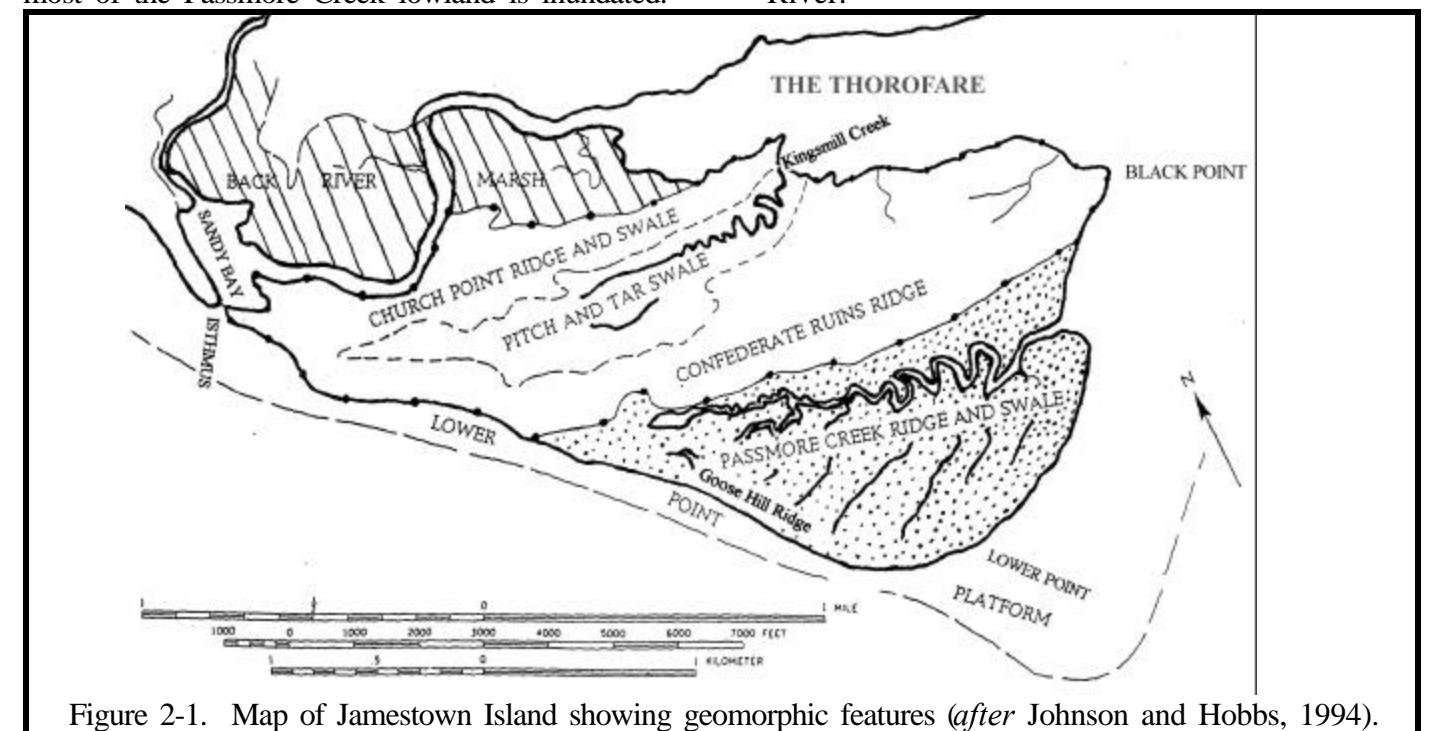 most of the Passmore Creek lowland is inundated. River.
THE THOROFARE
Kingsmill Creek
BLACK POINT
BACK RIVER MARSH
SANDY BAY
ISTHMUS
CHURCH POINT RIDGE AND SWALE
PITCH AND TAR SWALE
CONFEDERATE RUINS RIDGE
N
LOWER
PASSMORE CREEK RIDGE AND SWALE
Goose Hill Ridge
POINT
LOWER POINT
PLATFORM
1 0 1 MILE
1000 0 1000 2000 3000 4000 5000 6000 7000 FEET
1 .5 0 1 KILOMETER
Figure 2-1. Map of Jamestown Island showing geomorphic features (after Johnson and Hobbs, 1994).